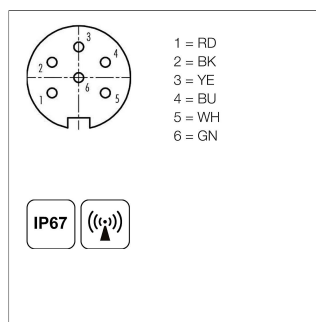 3
2
4
6
1
5
1 = RD
2 = BK
3 = YE
4 = BU
5 = WH
6 = GN
IP67